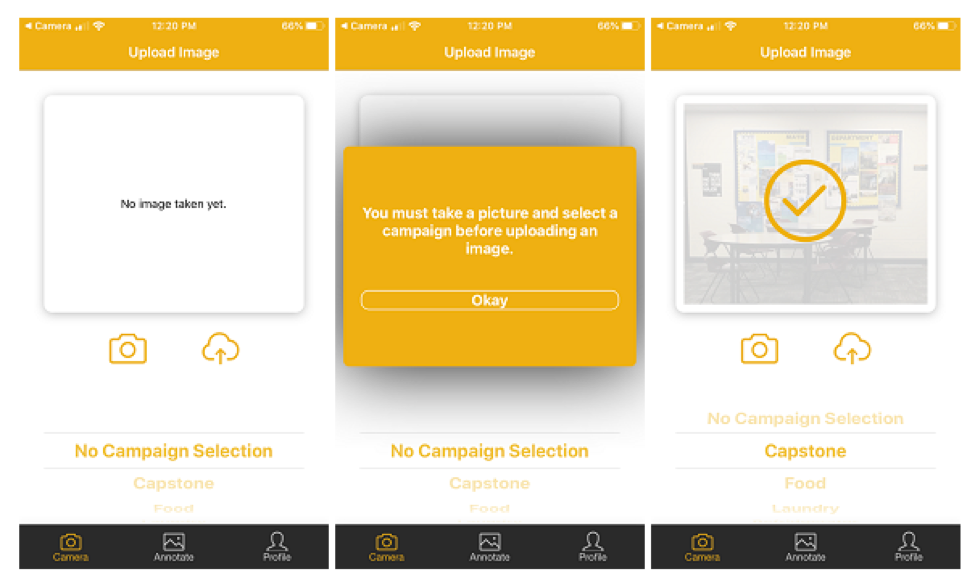 Camera
12:20 PM
66%
Upload Image
No image taken yet.
No Campaign Selection
Capstone
Food
Camera
Annotate
Profile
Camera
12:20 PM
66%
Upload Image
You must take a picture and select a
campaign before uploading an
image.
Okay
No Campaign Selection
Capstone
Food
Camera
Annotate
Profile
Camera
12:20 PM
66%
Upload Image
DEPARTMENT
No Campaign Selection
Capstone
Food
Laundry
Camera
Annotate
Profile